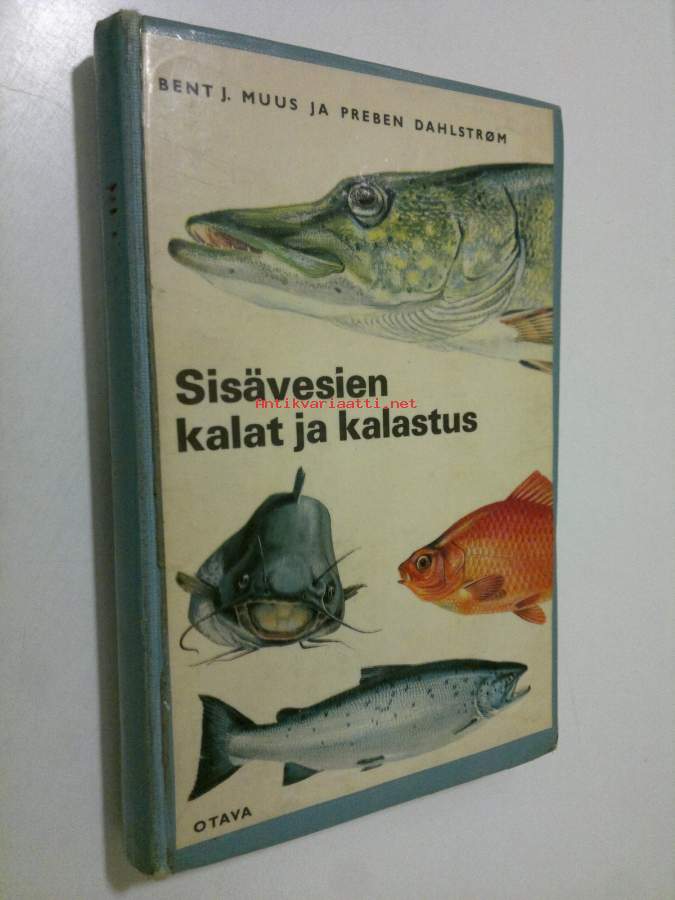 BENT J. MUUS JA PREBEN DAHLSTRØM
Sisävesien
Antikvariaatti.net
kalat ja kalastus
OTAVA